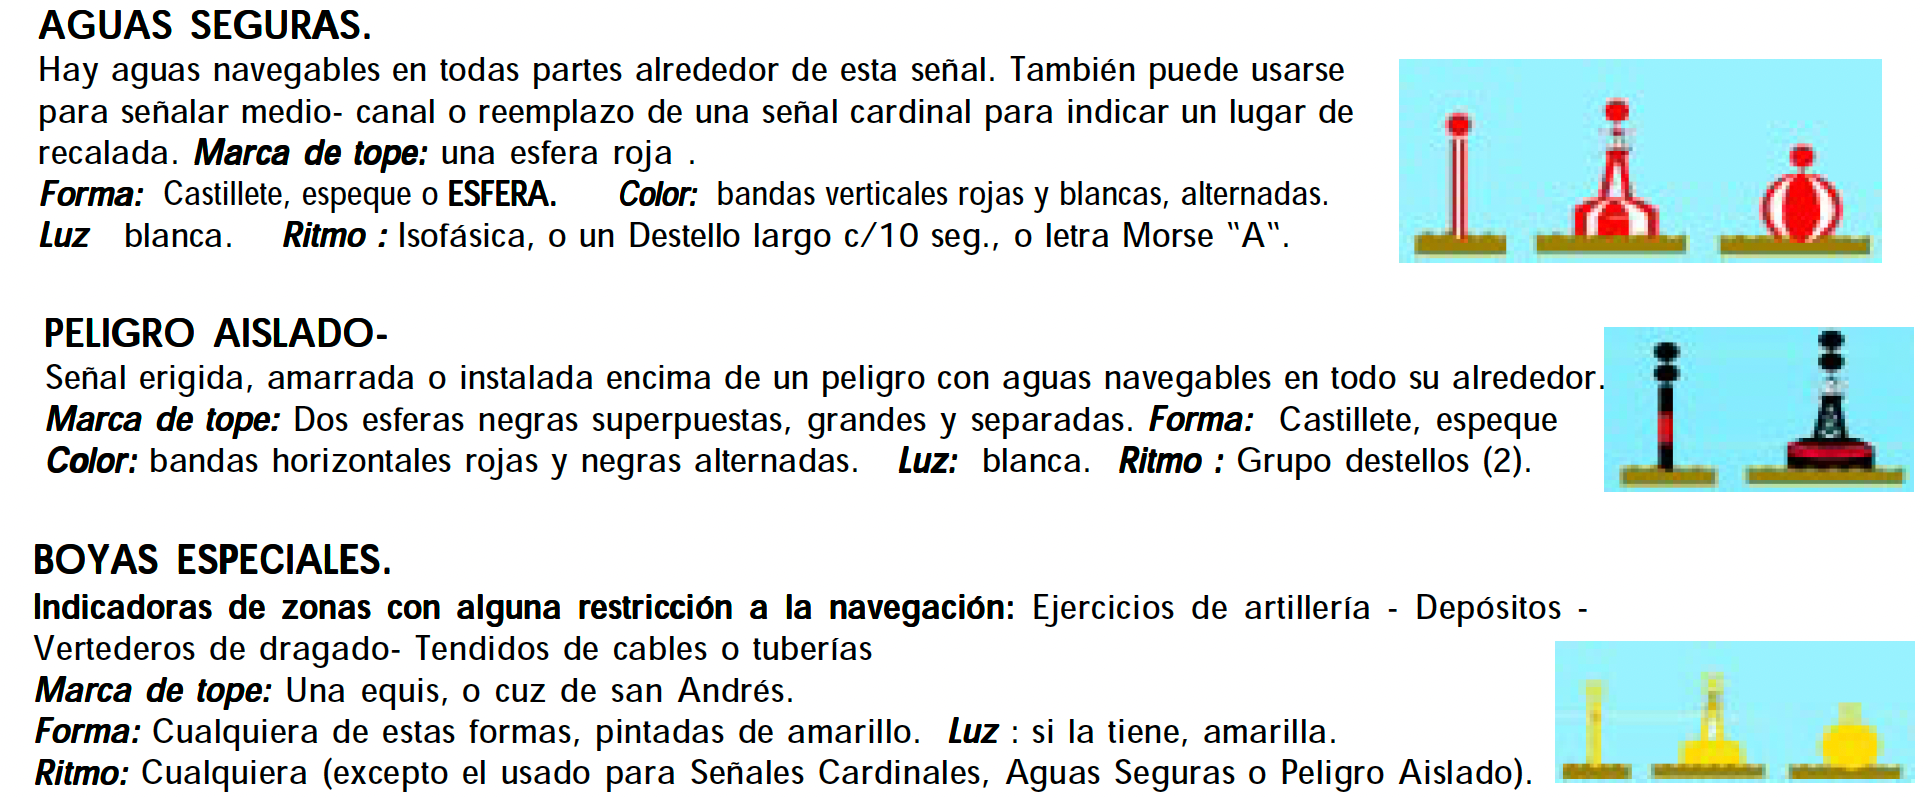 AGUAS SEGURAS.
Hay aguas navegables en todas partes alrededor de esta señal. También puede usarse
para señalar medio- canal o reemplazo de una señal cardinal para indicar un lugar de
recalada. Marca de tope: una esfera roja .
Forma: Castillete, espeque o ESFERA. Color: bandas verticales rojas y blancas, alternadas.
Luz blanca. Ritmo : Isofásica, o un Destello largo c/10 seg., o letra Morse “A“.
PELIGRO AISLADO-
Señal erigida, amarrada o instalada encima de un peligro con aguas navegables en todo su alrededor.
Marca de tope: Dos esferas negras superpuestas, grandes y separadas. Forma: Castillete, espeque
Color: bandas horizontales rojas y negras alternadas. Luz: blanca. Ritmo : Grupo destellos (2).
BOYAS ESPECIALES.
Indicadoras de zonas con alguna restricción a la navegación: Ejercicios de artillería - Depósitos -
Vertederos de dragado- Tendidos de cables o tuberías
Marca de tope: Una equis, o cuz de san Andrés.
Forma: Cualquiera de estas formas, pintadas de amarillo. Luz : si la tiene, amarilla.
Ritmo: Cualquiera (excepto el usado para Señales Cardinales, Aguas Seguras o Peligro Aislado).